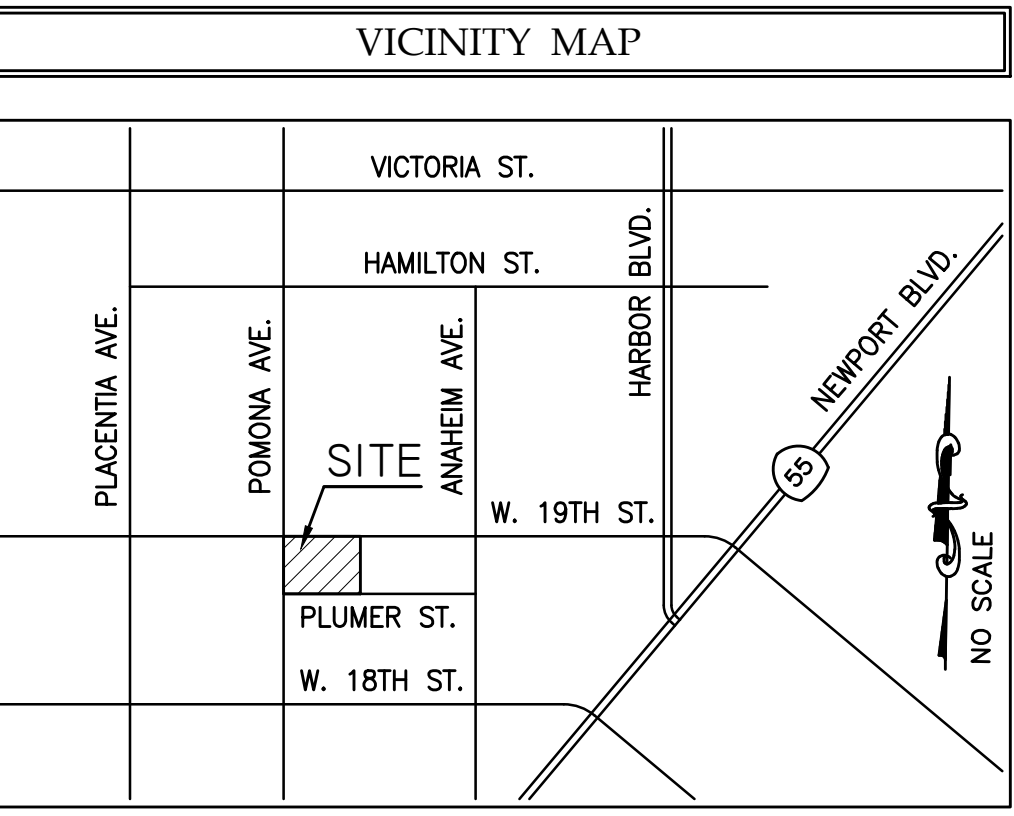 VICINITY MAP
VICTORIA ST.
HAMILTON ST.
HARBOR BLVD.
NEWPORT BLVD.
PLACENTIA AVE.
POMONA AVE.
ANAHEIM AVE.
SITE
55
W. 19TH ST.
PLUMER ST.
W. 18TH ST.
NO SCALE